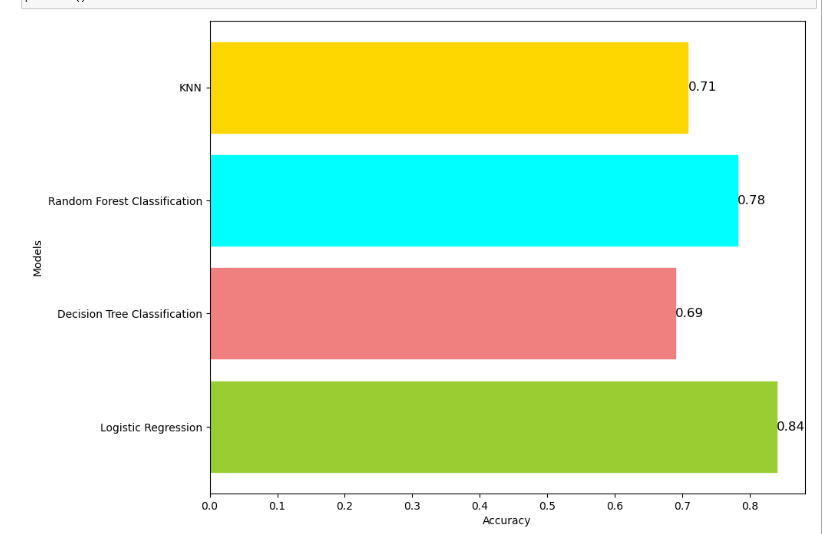 KNN
0.71
Random Forest Classification
0.78
Models
Decision Tree Classification
0.69
Logistic Regression
0.84
0.0 0.1 0.2 0.3 0.4 0.5 0.6 0.7 0.8
Accuracy